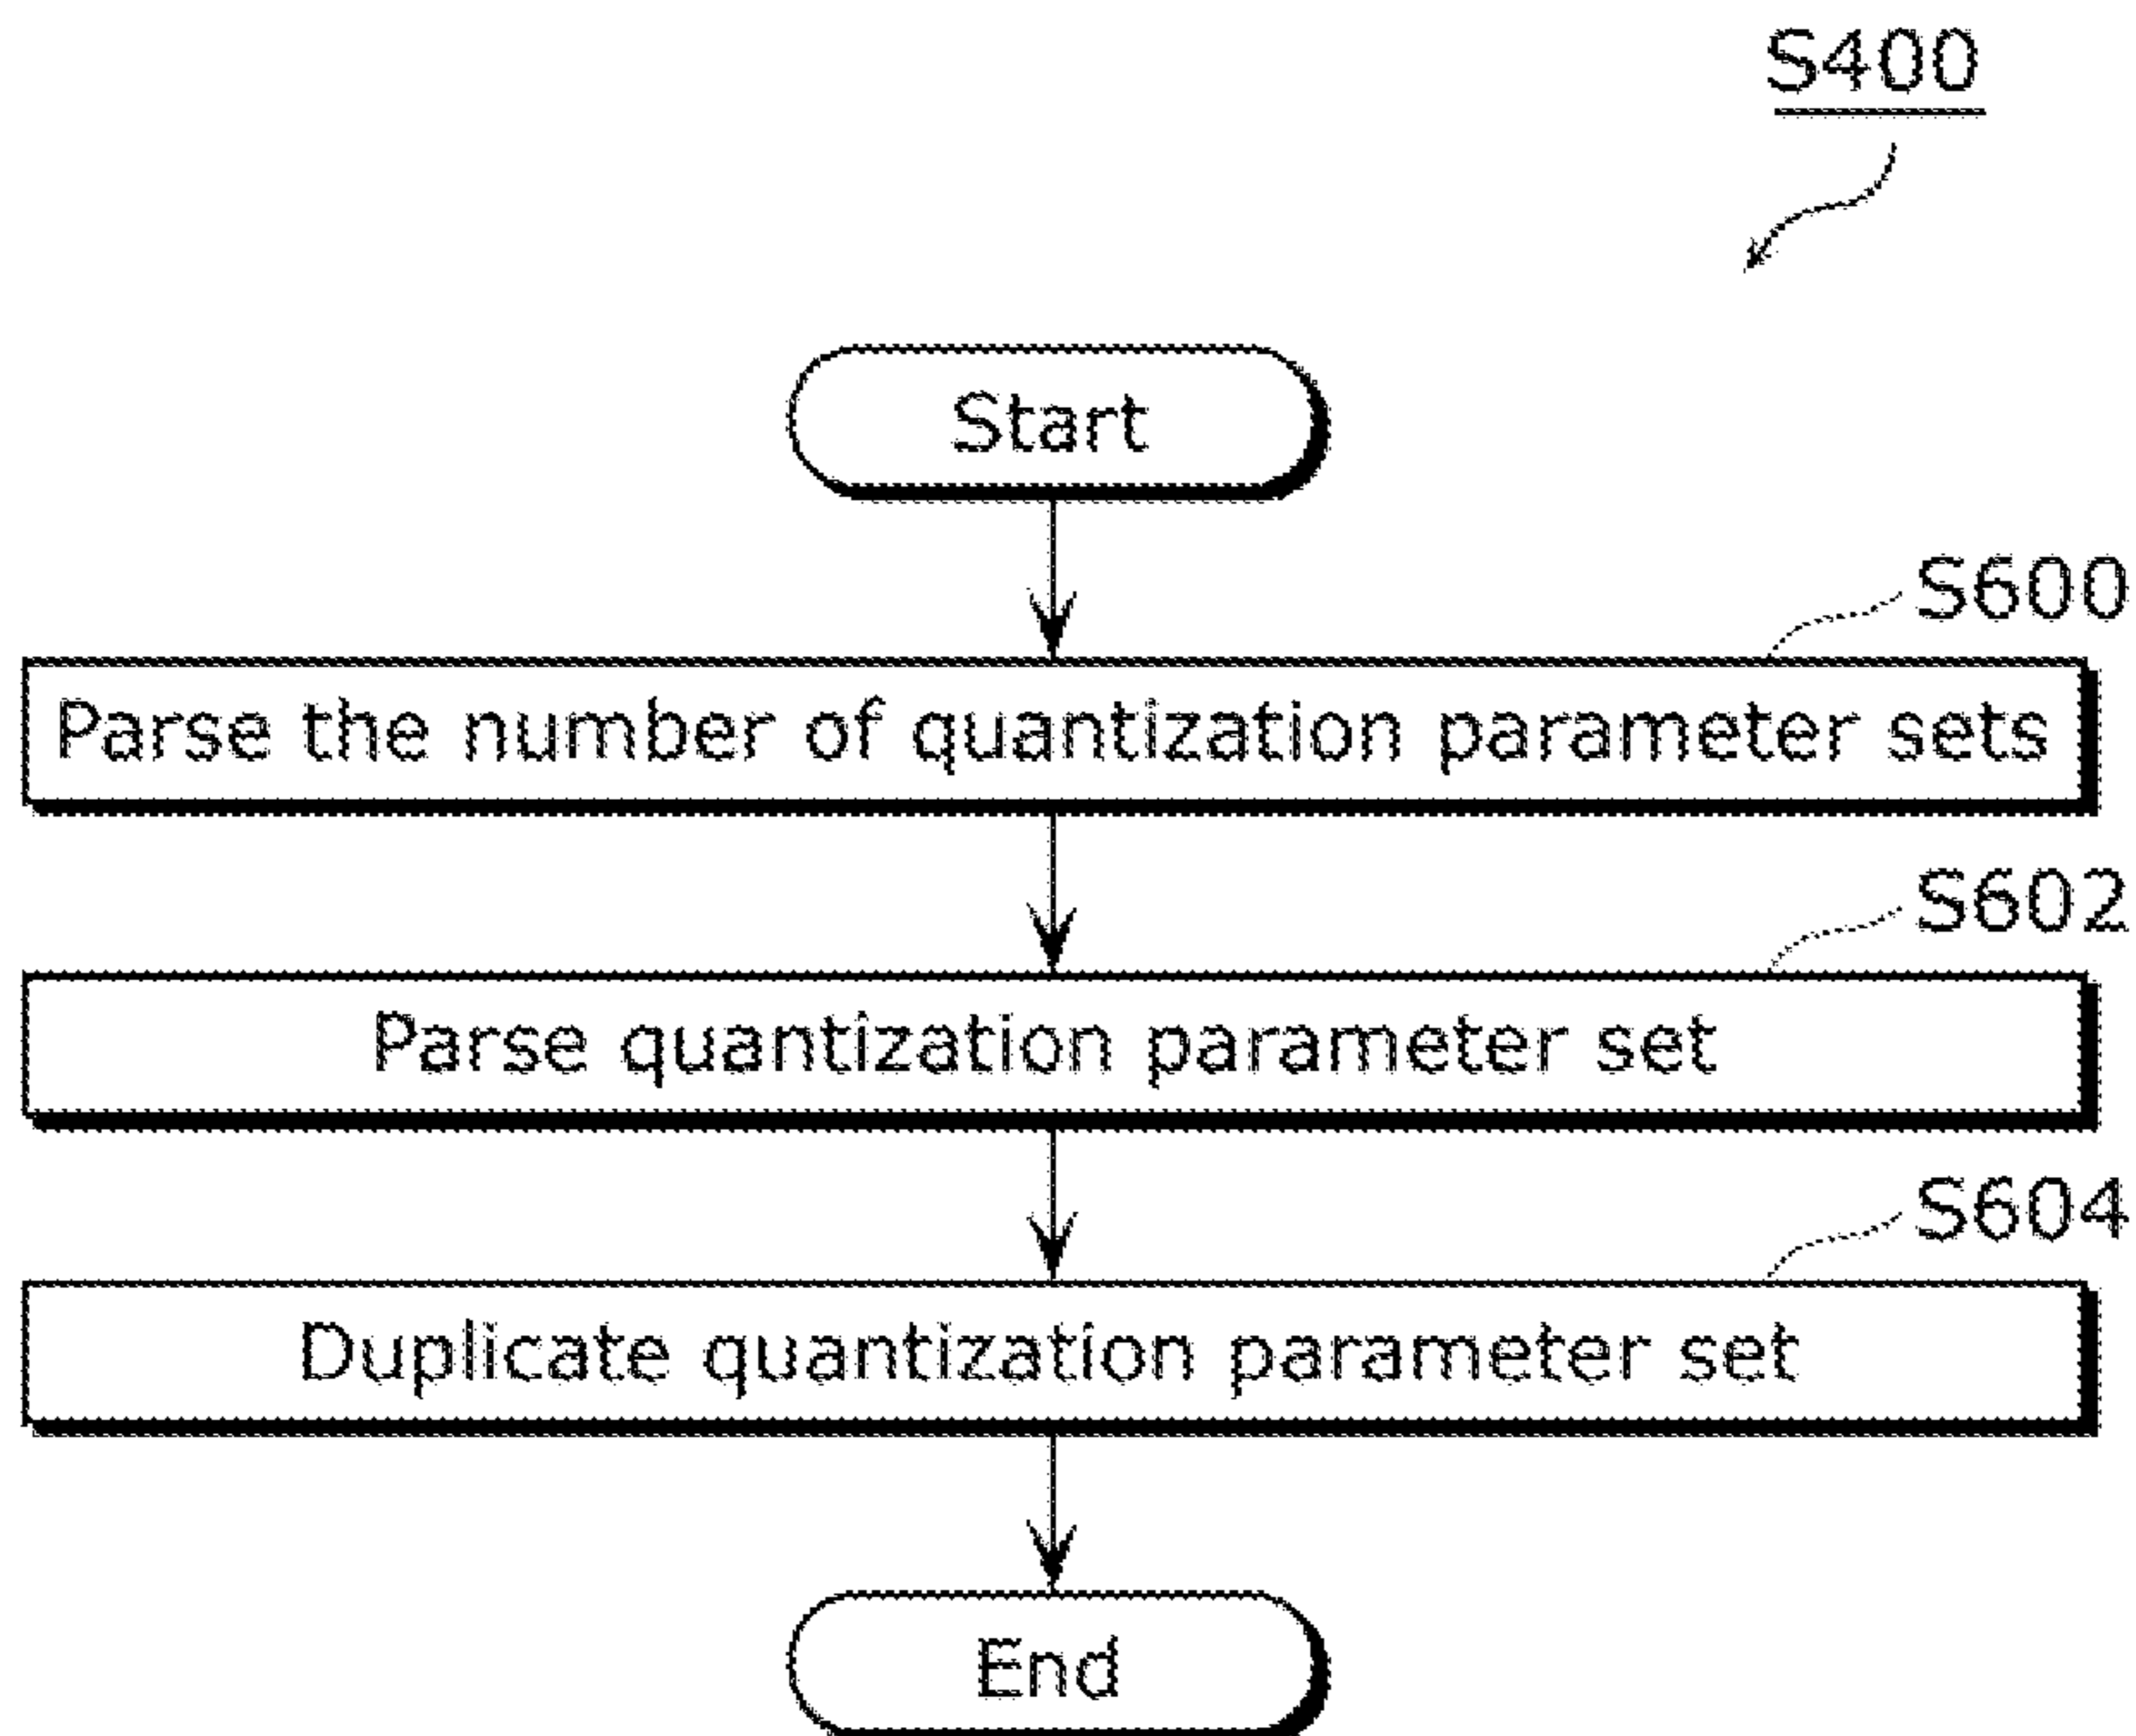 S400
Start
S600
Parse the number of quantization parameter sets
S602
Parse quantization parameter set
S604
Duplicate quantization parameter set
End